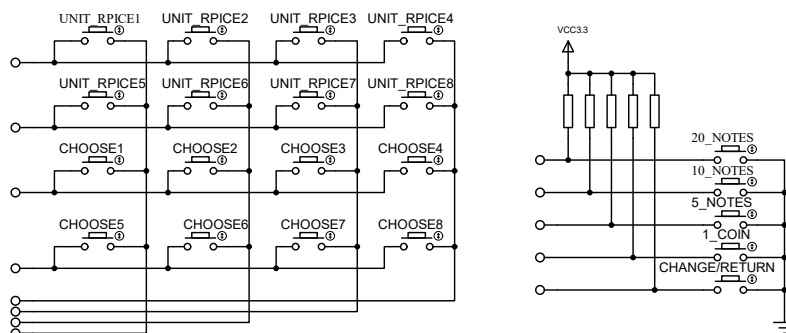 UNIT_RPICE1 UNIT_RPICE2 UNIT_RPICE3 UNIT_RPICE4
UNIT_RPICE5 UNIT_RPICE6 UNIT_RPICE7 UNIT_RPICE8
CHOOSE1 CHOOSE2 CHOOSE3 CHOOSE4
CHOOSE5 CHOOSE6 CHOOSE7 CHOOSE8
VCC3.3
20_NOTES
10_NOTES
5_NOTES
1_COIN
CHANGE/RETURN